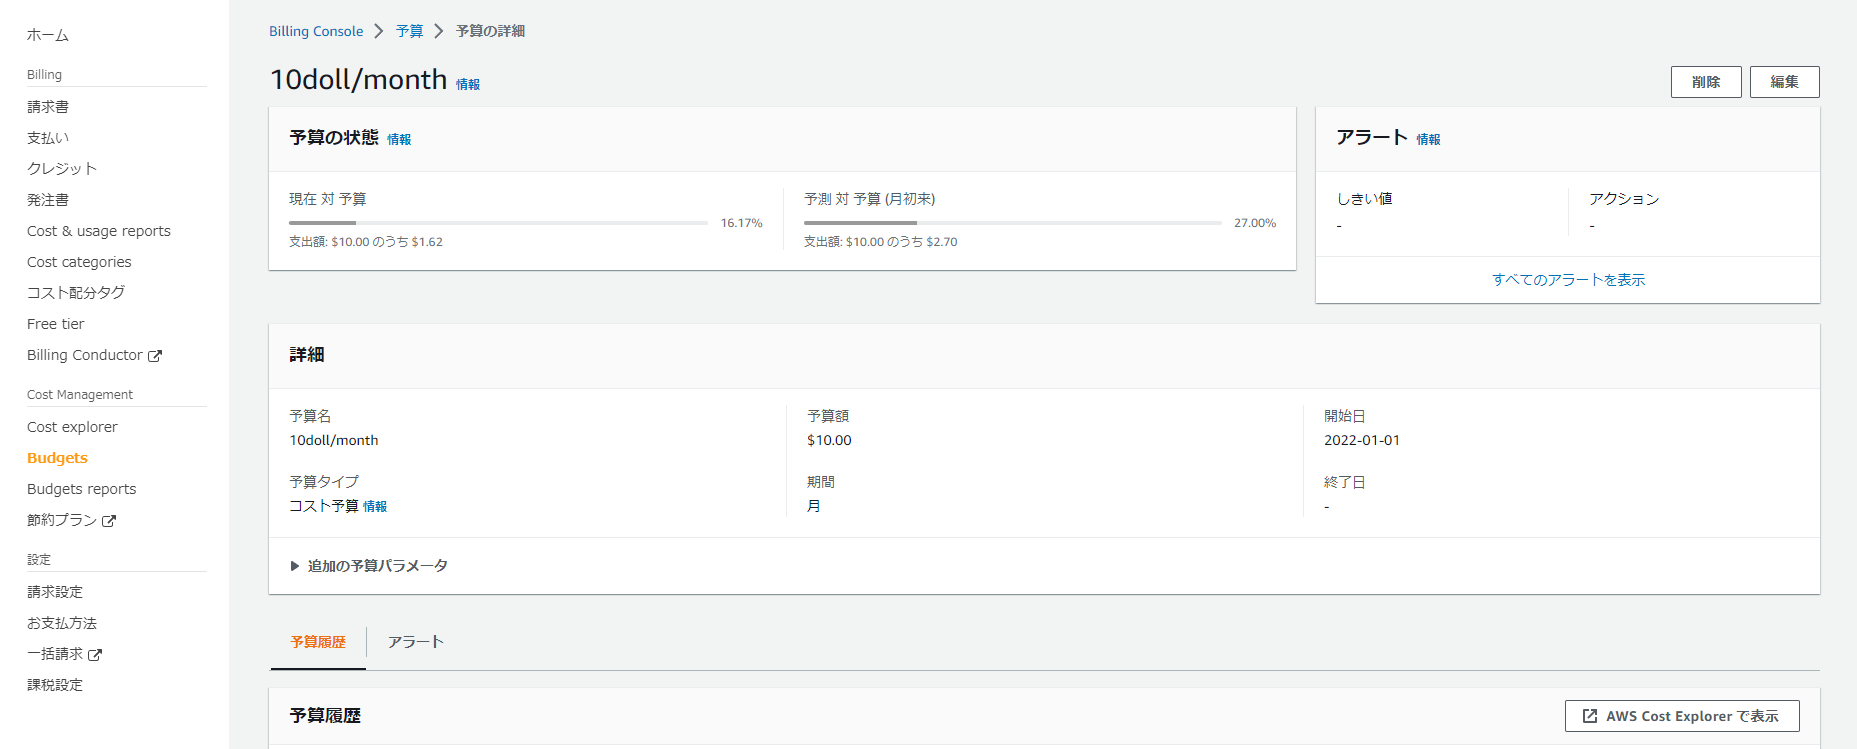 ホーム
Billing
請求書
支払い
クレジット
発注書
Cost & usage reports
Cost categories
コスト配分タグ
Free tier
Billing Conductor
Cost Management
Cost explorer
Budgets
Budgets reports
節約プラン
設定
請求設定
お支払方法
一括請求
課税設定
Billing Console 予算 予算の詳細
10doll/month 情報
削除 編集
予算の状態 情報
現在 対 予算
16.17%
支出額: $10.00 のうち $1.62
予測 対 予算 (月初来)
27.00%
支出額: $10.00 のうち $2.70
アラート 情報
しきい値
-
アクション
-
すべてのアラートを表示
詳細
予算名
10doll/month
予算タイプ
コスト予算 情報
予算額
$10.00
期間
月
開始日
2022-01-01
終了日
-
追加の予算パラメータ
予算履歴 アラート
予算履歴
AWS Cost Explorer で表示